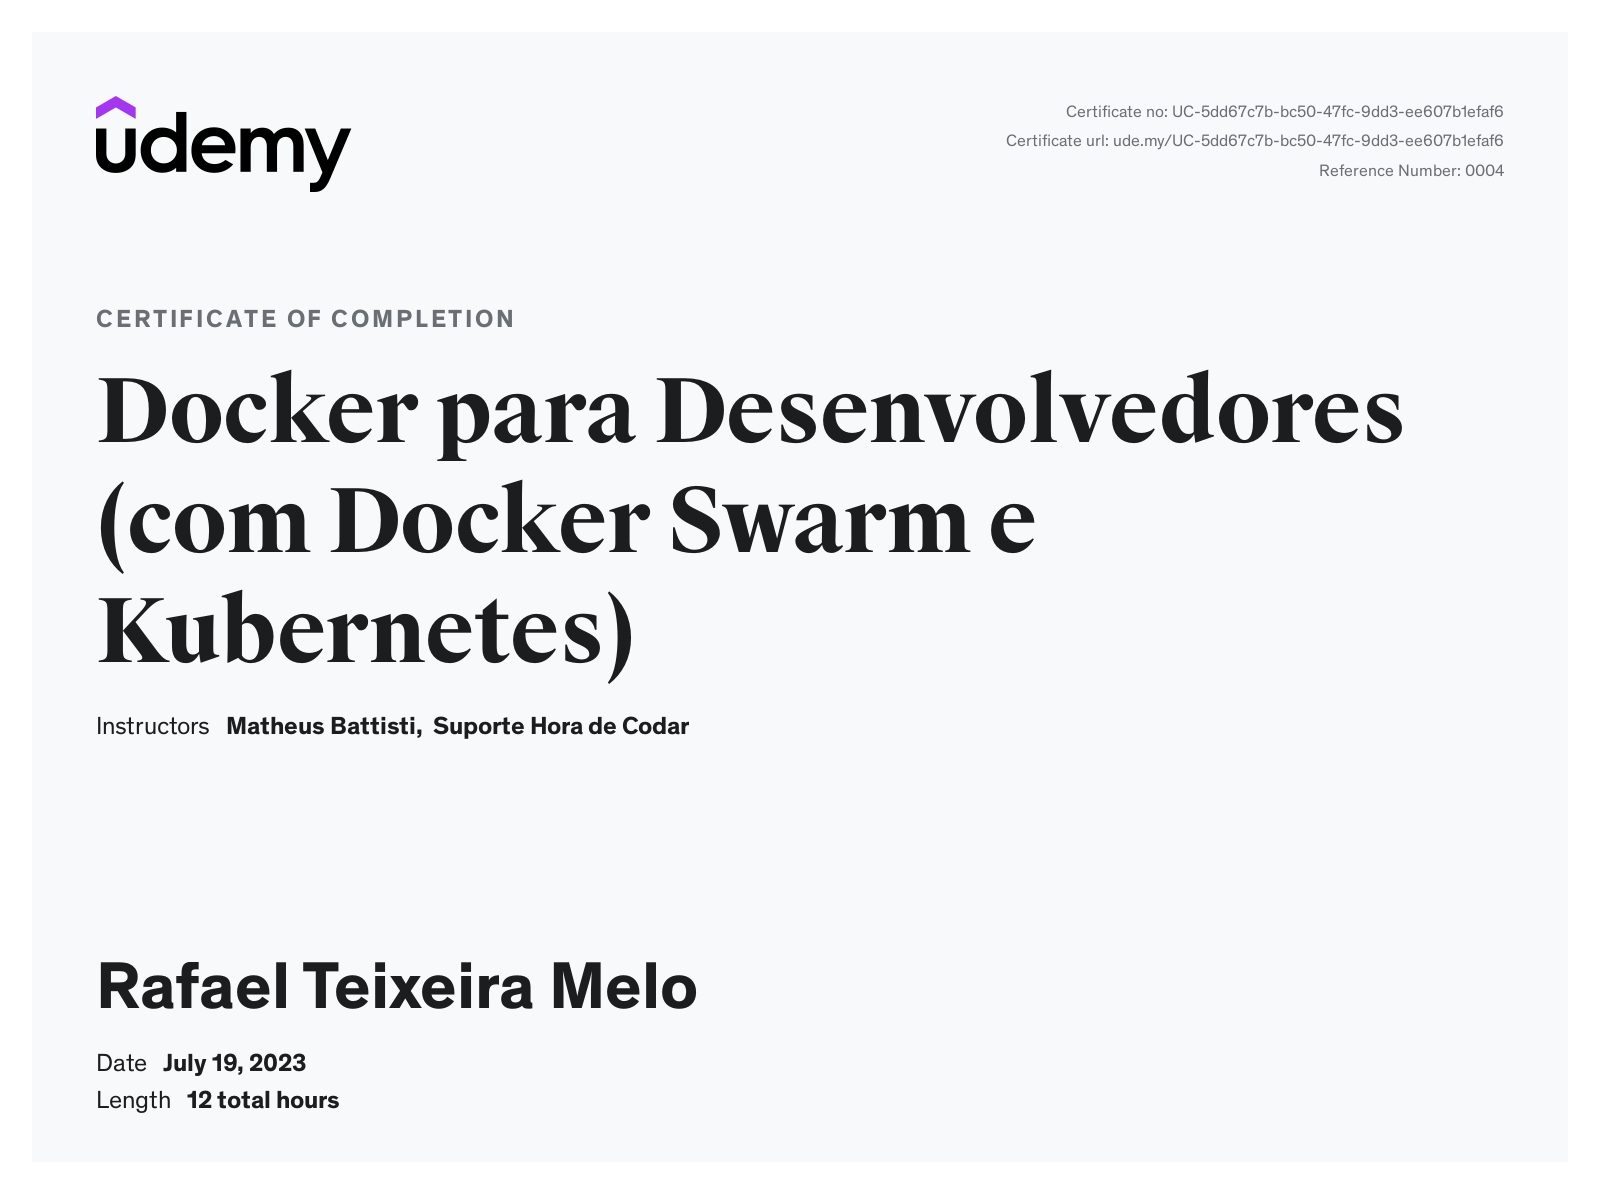 udemy
Certificate no: UC-5dd67c7b-bc50-47fc-9dd3-ee607b1efaf6
Certificate url: ude.my/UC-5dd67c7b-bc50-47fc-9dd3-ee607b1efaf6
Reference Number: 0004
CERTIFICATE OF COMPLETION
Docker para Desenvolvedores
(com Docker Swarm e
Kubernetes)
Instructors Matheus Battisti, Suporte Hora de Codar
Rafael Teixeira Melo
Date July 19, 2023
Length 12 total hours